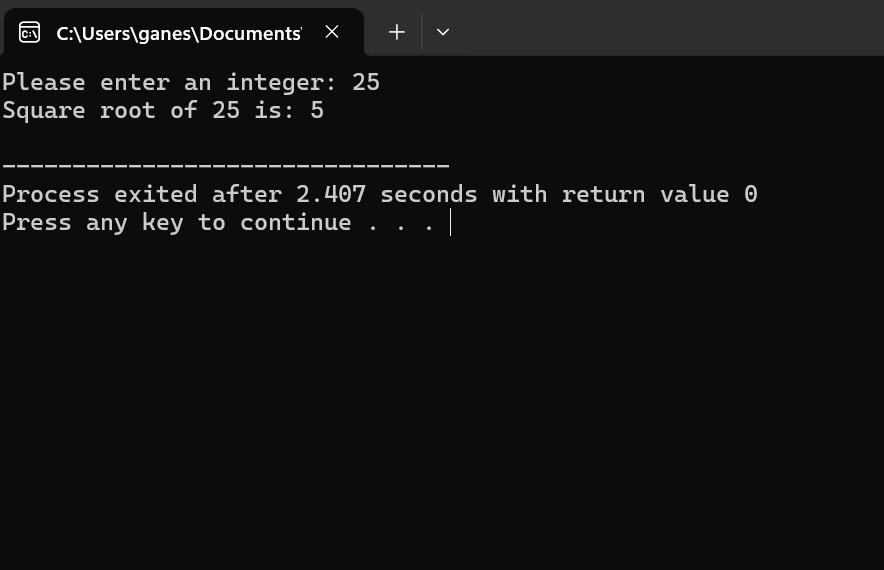 C:\Users\ganes\Documents'
Please enter an integer: 25
Square root of 25 is: 5
--------------------------------
Process exited after 2.407 seconds with return value 0
Press any key to continue . . .